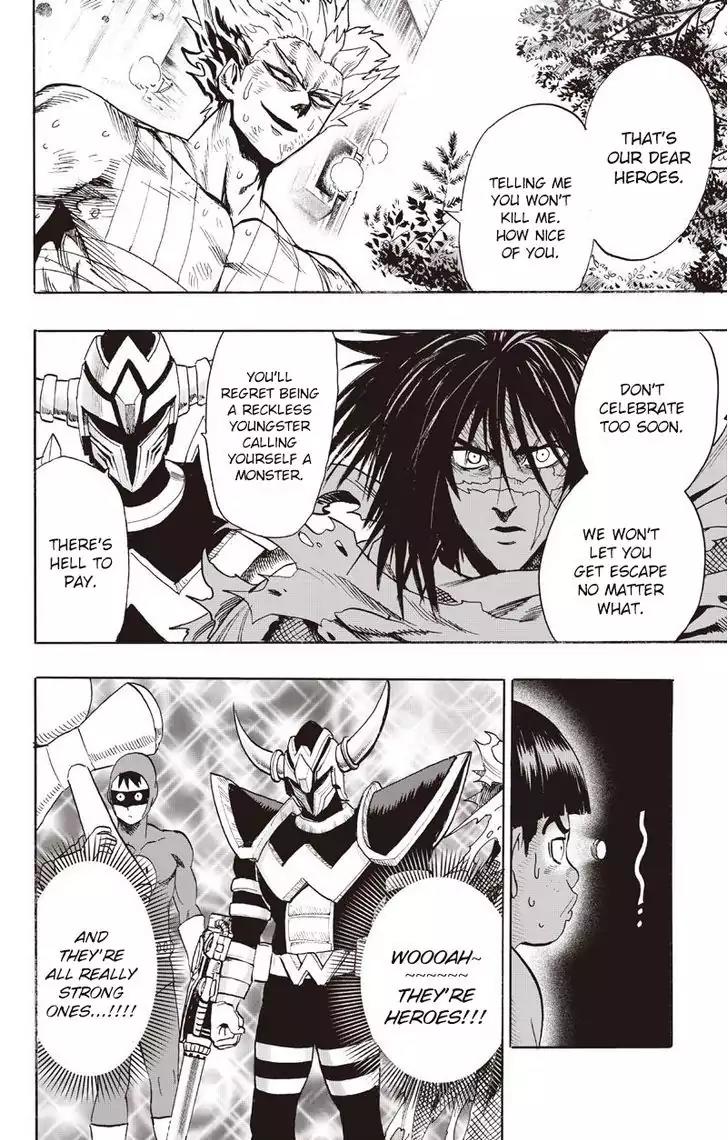 THAT'S
OUR DEAR
HEROES.
TELLING ME
YOU WON'T
KILL ME.
HOW NICE
OF YOU.
DON'T
CELEBRATE
TOO SOON.
WE WON'T
LET YOU
GET ESCAPE
NO MATTER
WHAT.
YOU'LL
REGRET BEING
A RECKLESS
YOUNGSTER
CALLING
YOURSELF A
MONSTER.
THERE'S
HELL TO
PAY.
WOOOAH~
~~~~~~
THEY'RE
HEROES!!!
AND
THEY'RE
ALL REALLY
STRONG
ONES...!!!!